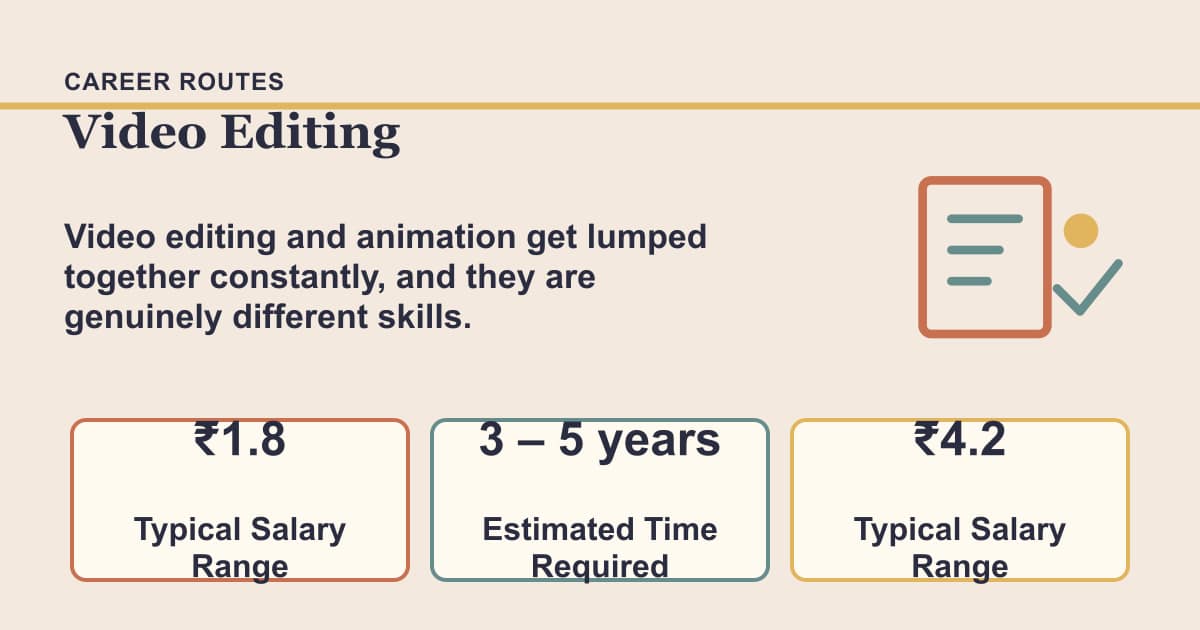 CAREER ROUTES
Video Editing
Video editing and animation get lumped
together constantly, and they are
genuinely different skills.
₹1.8
Typical Salary
Range
3 – 5 years
Estimated Time
Required
₹4.2
Typical Salary
Range